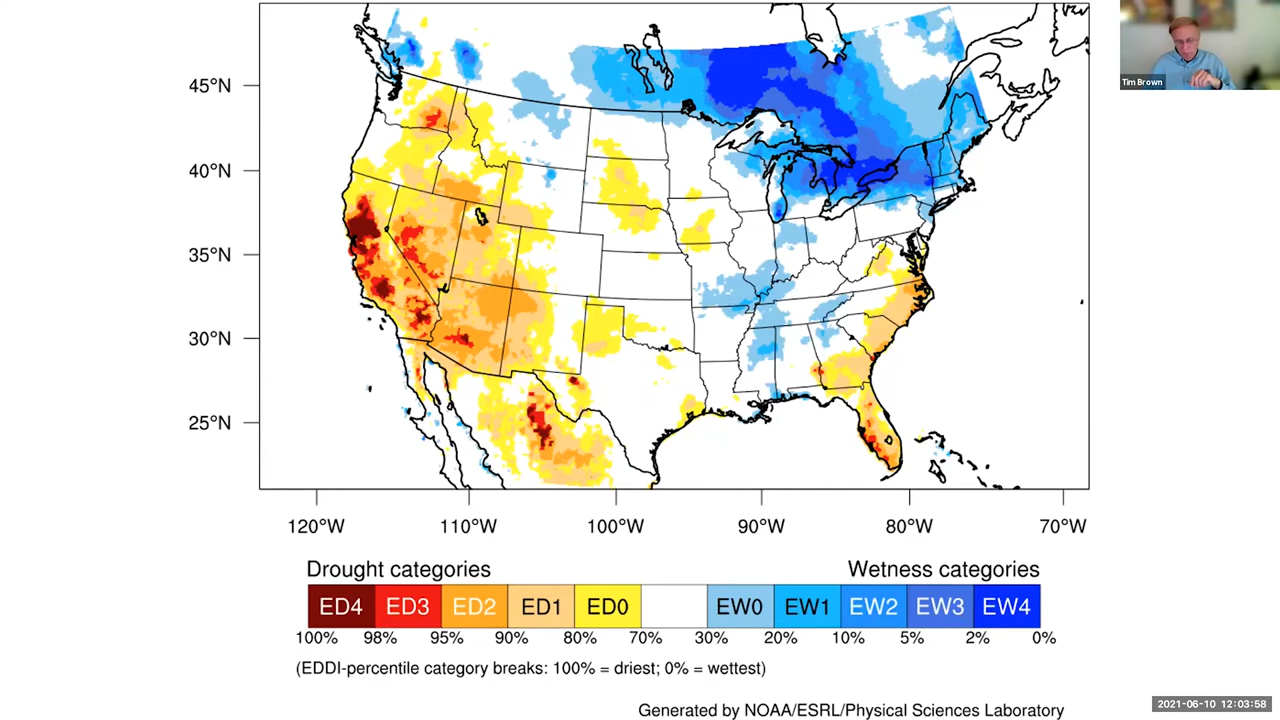 Tim Brown
45°N
40°N
35°N
30°N
25°N
120°W 110°W 100°W 90°W 80°W 70°W
Drought categories Wetness categories
ED4 ED3 ED2 ED1 ED0 EW0 EW1 EW2 EW3 EW4
100% 98% 95% 90% 80% 70% 30% 20% 10% 5% 2% 0%
(EDDI-percentile category breaks: 100% = driest; 0% = wettest)
Generated by NOAA/ESRL/Physical Sciences Laboratory
2021-06-10 12:03:58